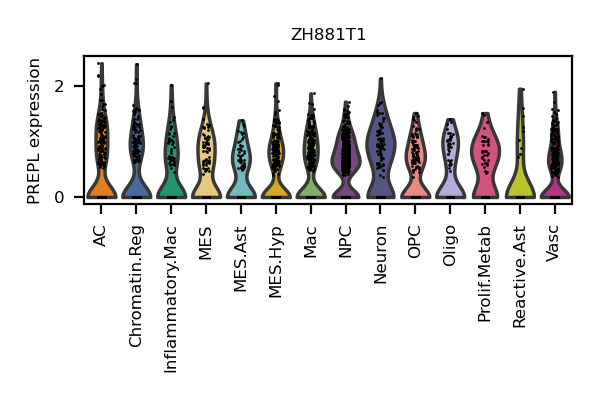 ZH881T1
PREPL expression
2
0
AC
Chromatin.Reg
Inflammatory.Mac
MES
MES.Ast
MES.Hyp
Mac
NPC
Neuron
OPC
Oligo
Prolif.Metab
Reactive.Ast
Vasc